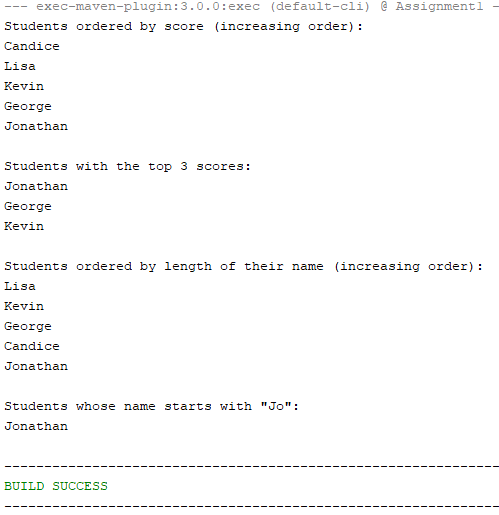 --- exec-maven-plugin:3.0.0:exec (default-cli) @ Assignment1 -
Students ordered by score (increasing order):
Candice
Lisa
Kevin
George
Jonathan
Students with the top 3 scores:
Jonathan
George
Kevin
Students ordered by length of their name (increasing order):
Lisa
Kevin
George
Candice
Jonathan
Students whose name starts with "Jo":
Jonathan
--------------------------------------------------------------
BUILD SUCCESS
--------------------------------------------------------------